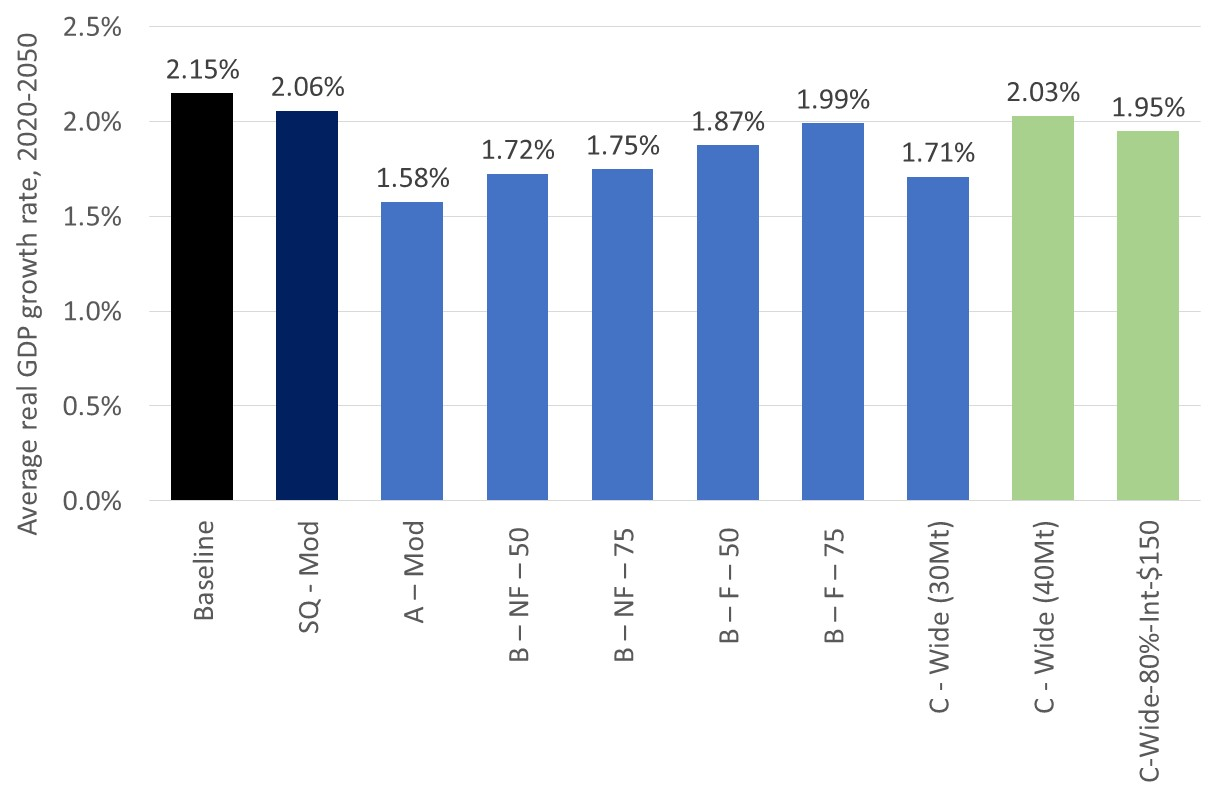 Average real GDP growth rate, 2020-2050
2.5%
2.0%
1.5%
1.0%
0.5%
0.0%
2.15%
2.06%
1.58%
1.72%
1.75%
1.87%
1.99%
1.71%
2.03%
1.95%
Baseline
SQ - Mod
A – Mod
B – NF – 50
B – NF – 75
B – F – 50
B – F – 75
C - Wide (30Mt)
C - Wide (40Mt)
C-Wide-80%-Int-$150